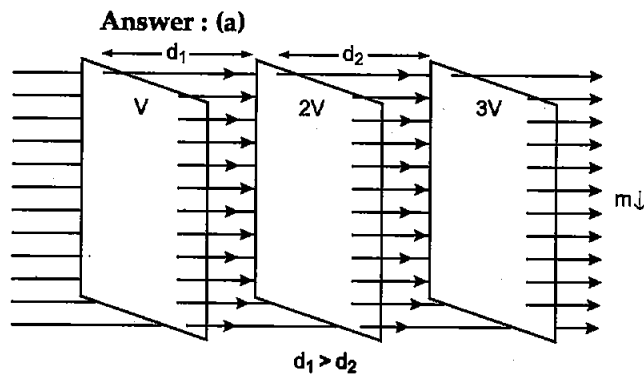 Answer : (a)
d₁ d₂
V 2V 3V
m↓
d₁ > d₂